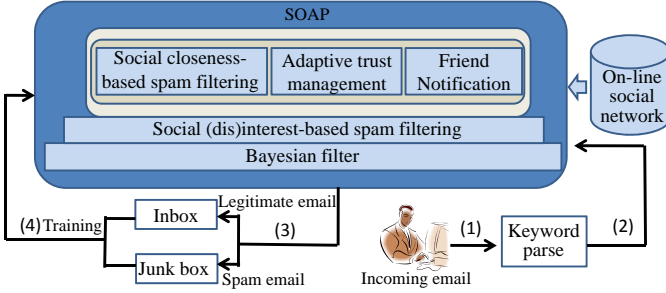 SOAP
Social closeness-
based spam filtering
Adaptive trust
management
Friend
Notification
On-line
social
network
Social (dis)interest-based spam filtering
Bayesian filter
(4) Training
Inbox
Legitimate email
(3)
Junk box
Spam email
Incoming email
(1)
Keyword
parse
(2)